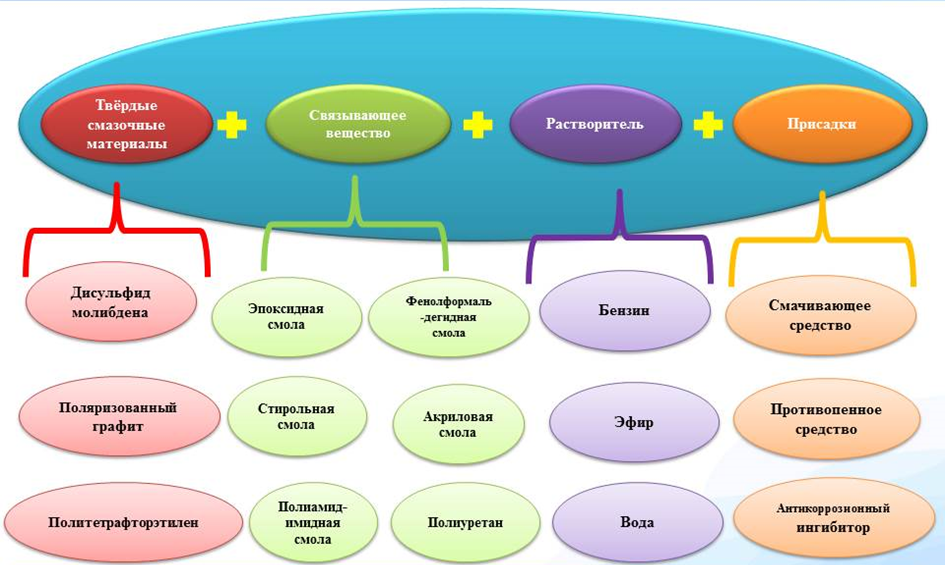 Твёрдые
смазочные
материалы
Связывающее
вещество
Растворитель
Присадки
Дисульфид
молибдена
Эпоксидная
смола
Фенолформаль
-дегидная
смола
Бензин
Смачивающее
средство
Поляризованный
графит
Стирольная
смола
Акриловая
смола
Эфир
Противопенное
средство
Политетрафторэтилен
Полиамид-
имидная
смола
Полиуретан
Вода
Антикоррозионный
ингибитор